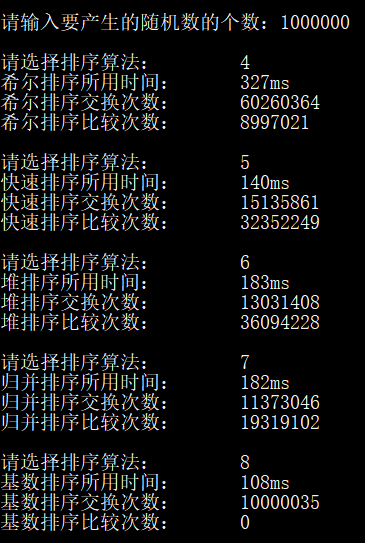 请输入要产生的随机数的个数：1000000
请选择排序算法： 4
希尔排序所用时间： 327ms
希尔排序交换次数： 60260364
希尔排序比较次数： 8997021
请选择排序算法： 5
快速排序所用时间： 140ms
快速排序交换次数： 15135861
快速排序比较次数： 32352249
请选择排序算法： 6
堆排序所用时间： 183ms
堆排序交换次数： 13031408
堆排序比较次数： 36094228
请选择排序算法： 7
归并排序所用时间： 182ms
归并排序交换次数： 11373046
归并排序比较次数： 19319102
请选择排序算法： 8
基数排序所用时间： 108ms
基数排序交换次数： 10000035
基数排序比较次数： 0